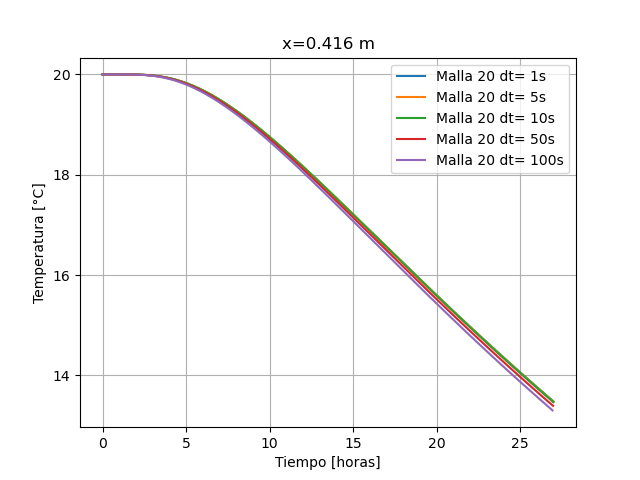 x=0.416 m
Temperatura [°C]
20
18
16
14
Malla 20 dt= 1s
Malla 20 dt= 5s
Malla 20 dt= 10s
Malla 20 dt= 50s
Malla 20 dt= 100s
0 5 10 15 20 25
Tiempo [horas]